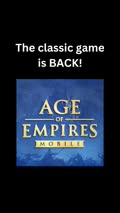 The classic game
is BACK!
AGE
OF
EMPIRES
MOBILE